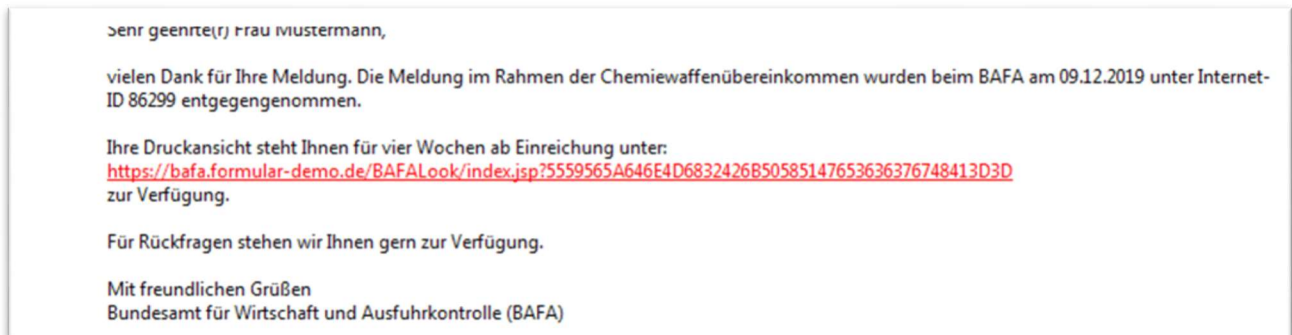 Sehr geehrte(r) Frau Mustermann,
vielen Dank für Ihre Meldung. Die Meldung im Rahmen der Chemiewaffenübereinkommen wurden beim BAFA am 09.12.2019 unter Internet-
ID 86299 entgegengenommen.
Ihre Druckansicht steht Ihnen für vier Wochen ab Einreichung unter:
https://bafa.formular-demo.de/BAFALook/index.jsp?5559565A646E4D6832426B50585147653636376748413D3D
zur Verfügung.
Für Rückfragen stehen wir Ihnen gern zur Verfügung.
Mit freundlichen Grüßen
Bundesamt für Wirtschaft und Ausfuhrkontrolle (BAFA)